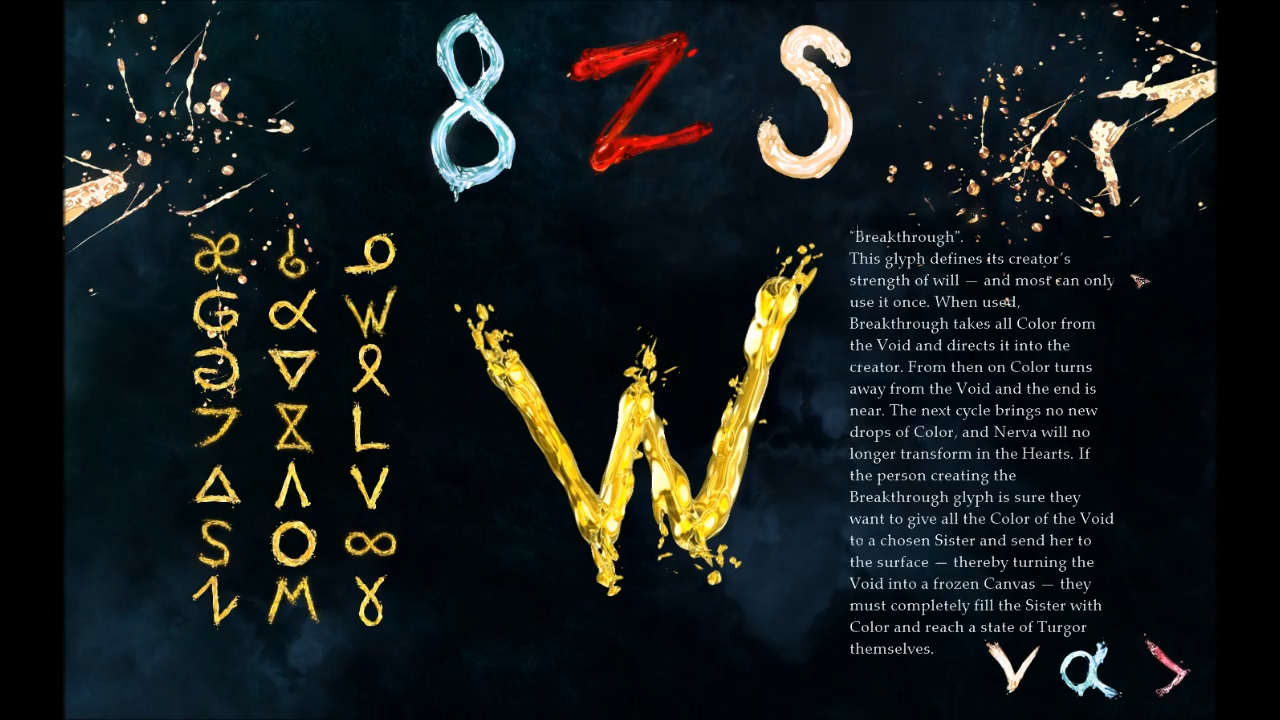 8 Z S
"Breakthrough".
This glyph defines its creator's
strength of will — and most can only
use it once. When used,
Breakthrough takes all Color from
the Void and directs it into the
creator. From then on Color turns
away from the Void and the end is
near. The next cycle brings no new
drops of Color, and Nerva will no
longer transform in the Hearts. If
the person creating the
Breakthrough glyph is sure they
want to give all the Color of the Void
to a chosen Sister and send her to
the surface — thereby turning the
Void into a frozen Canvas — they
must completely fill the Sister with
Color and reach a state of Turgor
themselves.
W